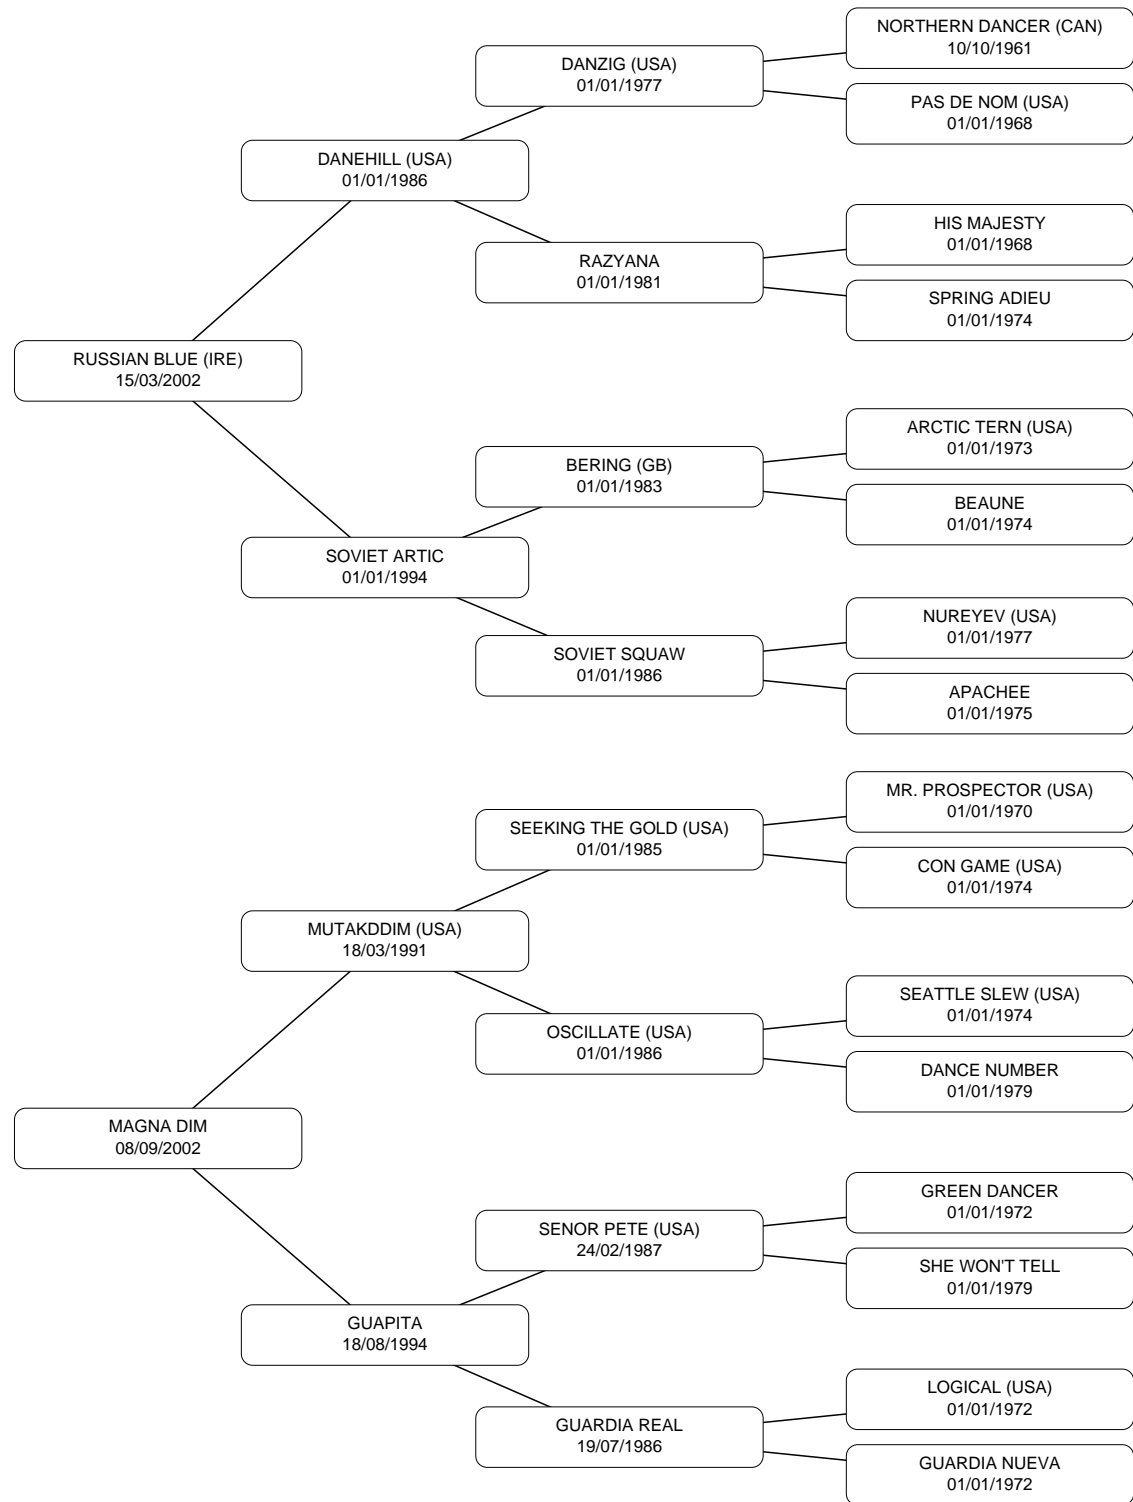 NORTHERN DANCER (CAN)
10/10/1961
DANZIG (USA)
01/01/1977
PAS DE NOM (USA)
01/01/1968
DANEHILL (USA)
01/01/1986
HIS MAJESTY
01/01/1968
RAZYANA
01/01/1981
SPRING ADIEU
01/01/1974
RUSSIAN BLUE (IRE)
15/03/2002
ARCTIC TERN (USA)
01/01/1973
BERING (GB)
01/01/1983
BEAUNE
01/01/1974
SOVIET ARTIC
01/01/1994
NUREYEV (USA)
01/01/1977
SOVIET SQUAW
01/01/1986
APACHEE
01/01/1975
MR. PROSPECTOR (USA)
01/01/1970
SEEKING THE GOLD (USA)
01/01/1985
CON GAME (USA)
01/01/1974
MUTAKDDIM (USA)
18/03/1991
SEATTLE SLEW (USA)
01/01/1974
OSCILLATE (USA)
01/01/1986
DANCE NUMBER
01/01/1979
MAGNA DIM
08/09/2002
GREEN DANCER
01/01/1972
SENOR PETE (USA)
24/02/1987
SHE WON'T TELL
01/01/1979
GUAPITA
18/08/1994
LOGICAL (USA)
01/01/1972
GUARDIA REAL
19/07/1986
GUARDIA NUEVA
01/01/1972